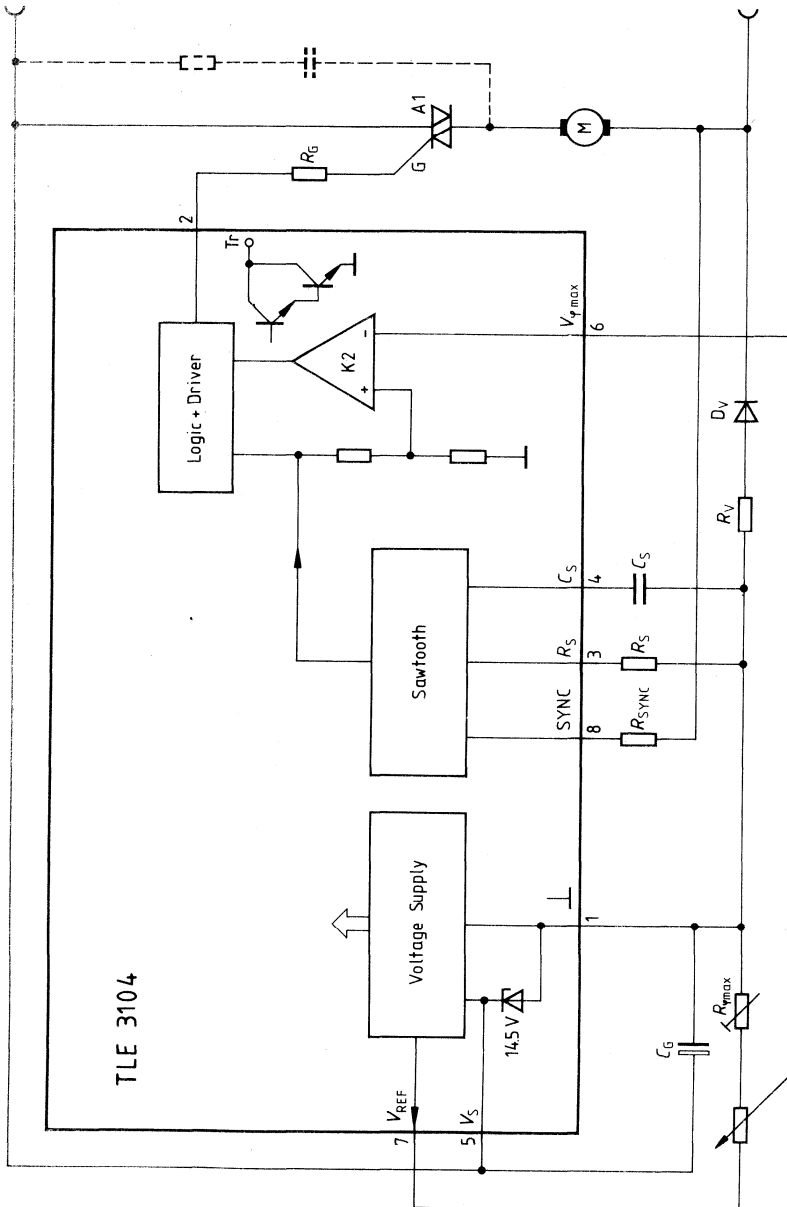 TLE 3104
Voltage Supply
14.5 V
V_REF
7
V_S
5
1
Sawtooth
SYNC
8
R_SYNC
R_S
3
R_S
C_S
4
C_S
Logic + Driver
K2
+
−
Tr
2
R_G
G
A1
M
V_φmax
6
D_V
R_V
C_G
R_φmax